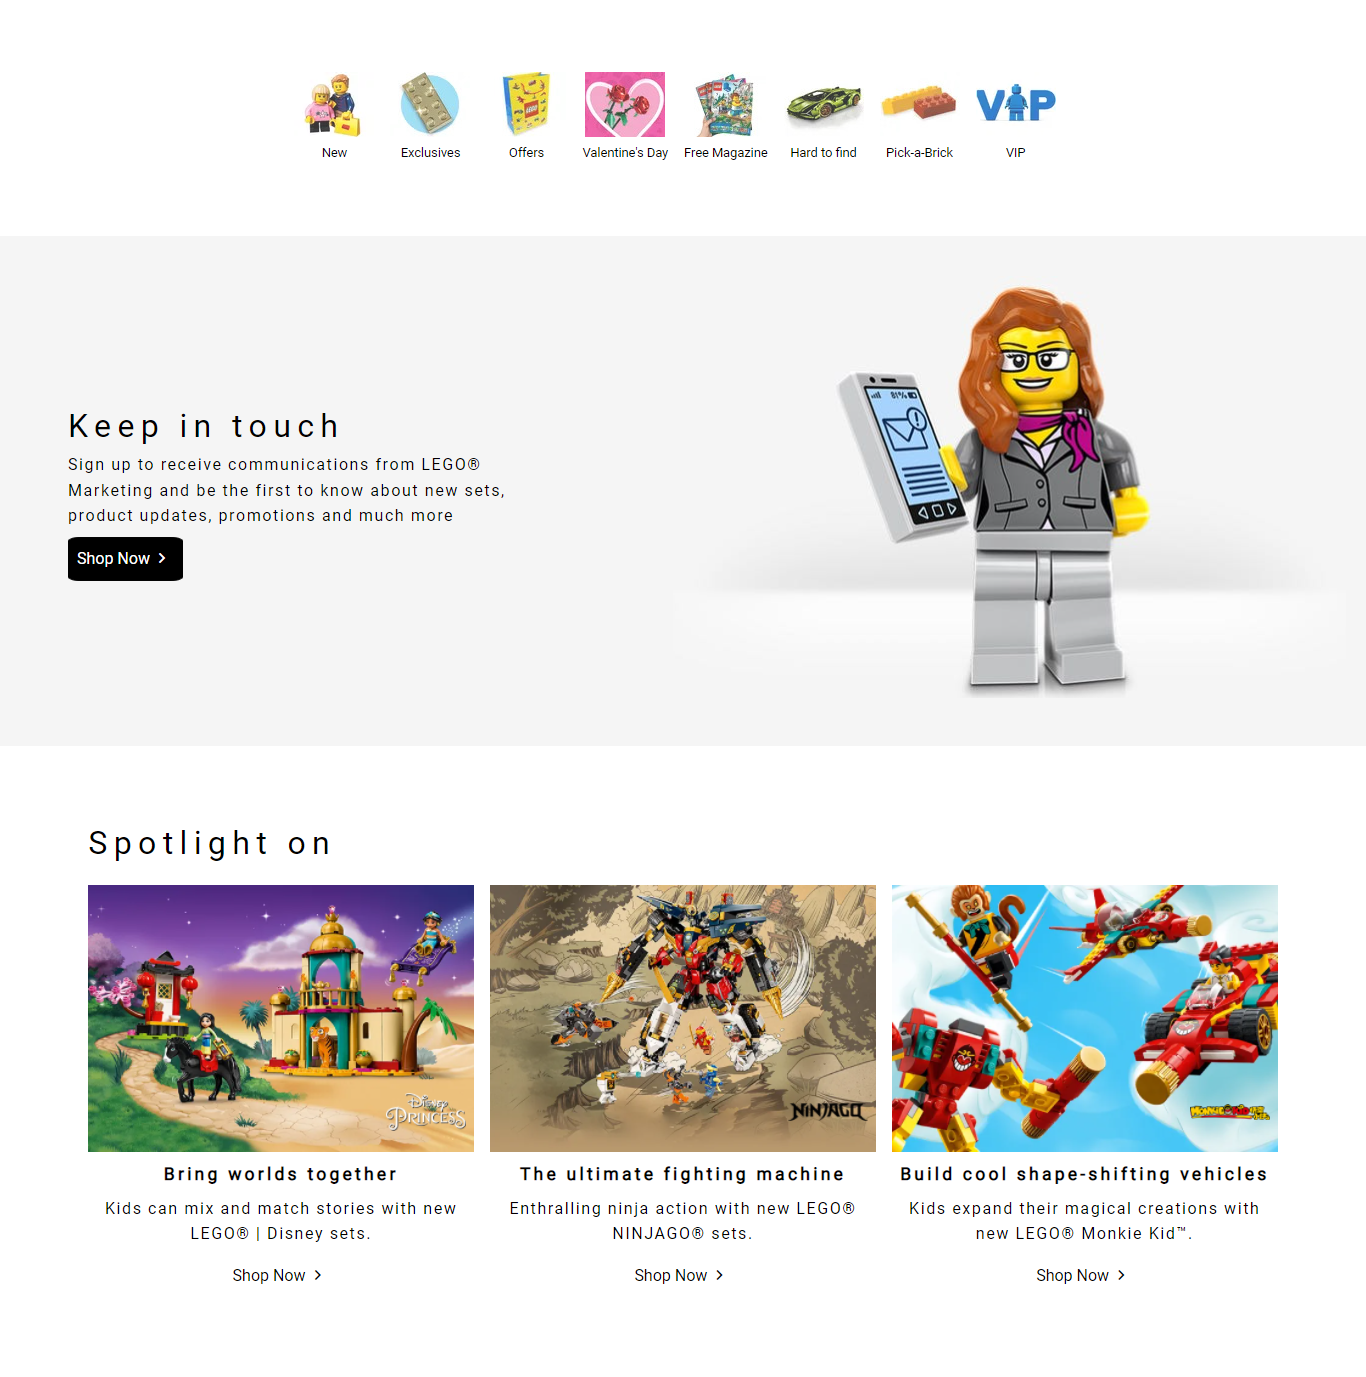 New
Exclusives
Offers
Valentine's Day
Free Magazine
Hard to find
Pick-a-Brick
VIP
VIP
LEGO
81%
Keep in touch
Sign up to receive communications from LEGO®
Marketing and be the first to know about new sets,
product updates, promotions and much more
Shop Now
Spotlight on
Disney
PRINCESS
NINJAGO
MONKIE KID
Bring worlds together
The ultimate fighting machine
Build cool shape-shifting vehicles
Kids can mix and match stories with new
LEGO® | Disney sets.
Enthralling ninja action with new LEGO®
NINJAGO® sets.
Kids expand their magical creations with
new LEGO® Monkie Kid™.
Shop Now
Shop Now
Shop Now